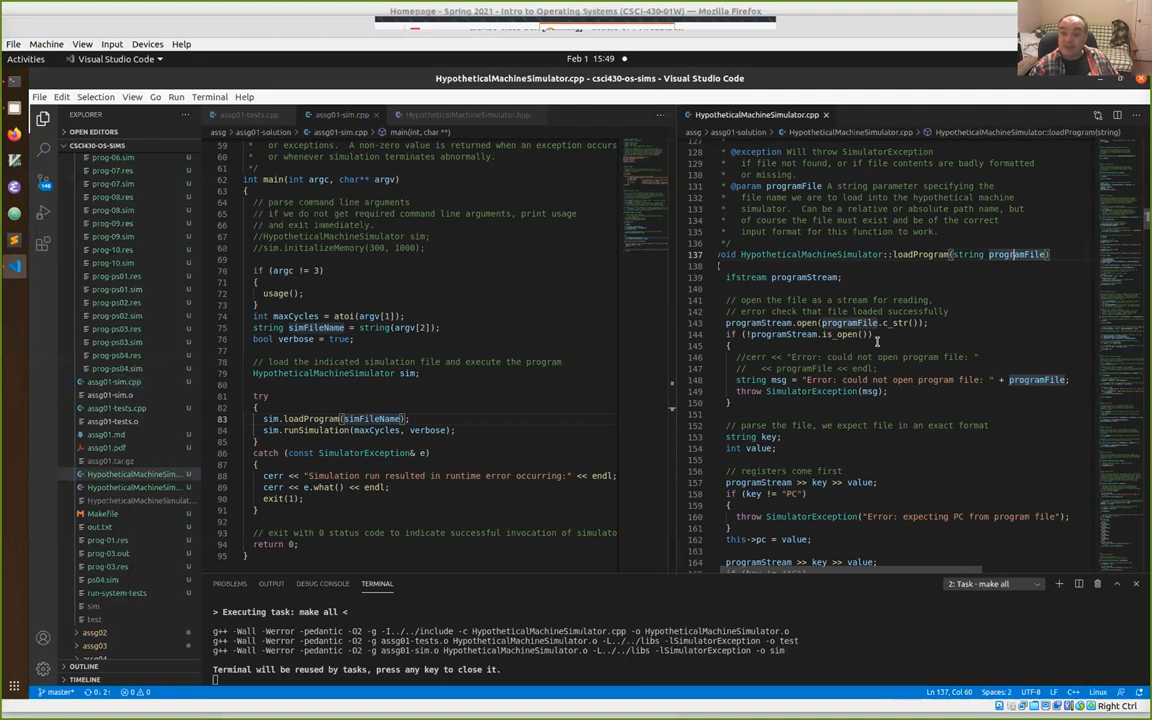 Homepage - Spring 2021 - Intro to Operating Systems (CSCI-430-01W) — Mozilla Firefox
File Machine View Input Devices Help
Activities Visual Studio Code Feb 1 15:49
HypotheticalMachineSimulator.cpp - csci430-os-sims - Visual Studio Code
File Edit Selection View Go Run Terminal Help
EXPLORER
OPEN EDITORS
CSCI430-OS-SIMS
prog-06.sim
prog-07.res
prog-07.sim
prog-08.res
prog-08.sim
prog-09.res
prog-09.sim
prog-10.res
prog-10.sim
prog-ps01.res
prog-ps01.sim
prog-ps02.res
prog-ps02.sim
prog-ps03.res
prog-ps03.sim
prog-ps04.res
prog-ps04.sim
assg01-sim.cpp
assg01-sim.o
assg01-tests.cpp
assg01-tests.o
assg01.md
assg01.pdf
assg01.tar.gz
HypotheticalMachineSim...
HypotheticalMachineSim...
HypotheticalMachineSimulat...
Makefile
out.txt
prog-01.res
prog-03.out
prog-03.res
ps04.sim
run-system-tests
sim
test
assg02
assg03
OUTLINE
TIMELINE
140
U
assg01-tests.cpp assg01-sim.cpp HypotheticalMachineSimulator.hpp
assg > assg01-solution > assg01-sim.cpp > main(int, char **)
59 * or exceptions. A non-zero value is returned when an exception occurs
60 * or whenever simulation terminates abnormally.
61 */
62 int main(int argc, char** argv)
63 {
64 // parse command line arguments
65 // if we do not get required command line arguments, print usage
66 // and exit immediately.
67 //HypotheticalMachineSimulator sim;
68 //sim.initializeMemory(300, 1000);
69
70 if (argc != 3)
71 {
72 usage();
73 }
74 int maxCycles = atoi(argv[1]);
75 string simFileName = string(argv[2]);
76 bool verbose = true;
77
78 // load the indicated simulation file and execute the program
79 HypotheticalMachineSimulator sim;
80
81 try
82 {
83 sim.loadProgram(simFileName);
84 sim.runSimulation(maxCycles, verbose);
85 }
86 catch (const SimulatorException& e)
87 {
88 cerr << "Simulation run resulted in runtime error occurring:" << endl;
89 cerr << e.what() << endl;
90 exit(1);
91 }
92
93 // exit with 0 status code to indicate successful invocation of simulato
94 return 0;
95 }
HypotheticalMachineSimulator.cpp
assg > assg01-solution > HypotheticalMachineSimulator.cpp > HypotheticalMachineSimulator::loadProgram(string)
127 *
128 * @exception Will throw SimulatorException
129 * if file not found, or if file contents are badly formatted
130 * or missing.
131 * @param programFile A string parameter specifying the
132 * file name we are to load into the hypothetical machine
133 * simulator. Can be a relative or absolute path name, but
134 * of course the file must exist and be of the correct
135 * input format for this function to work.
136 */
137 oid HypotheticalMachineSimulator::loadProgram(string programFile)
138 {
139 ifstream programStream;
140
141 // open the file as a stream for reading,
142 // error check that file loaded successfully
143 programStream.open(programFile.c_str());
144 if (!programStream.is_open())
145 {
146 //cerr << "Error: could not open program file: "
147 // << programFile << endl;
148 string msg = "Error: could not open program file: " + programFile;
149 throw SimulatorException(msg);
150 }
151
152 // parse the file, we expect file in an exact format
153 string key;
154 int value;
155
156 // registers come first
157 programStream >> key >> value;
158 if (key != "PC")
159 {
160 throw SimulatorException("Error: expecting PC from program file");
161 }
162 this->pc = value;
163
164 programStream >> key >> value;
PROBLEMS OUTPUT DEBUG CONSOLE TERMINAL 2: Task - make all
> Executing task: make all <
g++ -Wall -Werror -pedantic -O2 -g -I../../include -c HypotheticalMachineSimulator.cpp -o HypotheticalMachineSimulator.o
g++ -Wall -Werror -pedantic -O2 -g assg01-tests.o HypotheticalMachineSimulator.o -L../../libs -lSimulatorException -o test
g++ -Wall -Werror -pedantic -O2 -g assg01-sim.o HypotheticalMachineSimulator.o -L../../libs -lSimulatorException -o sim
Terminal will be reused by tasks, press any key to close it.
master* 0↓ 2↑ 0 0 Ln 137, Col 60 Spaces: 2 UTF-8 LF C++ Linux
Right Ctrl